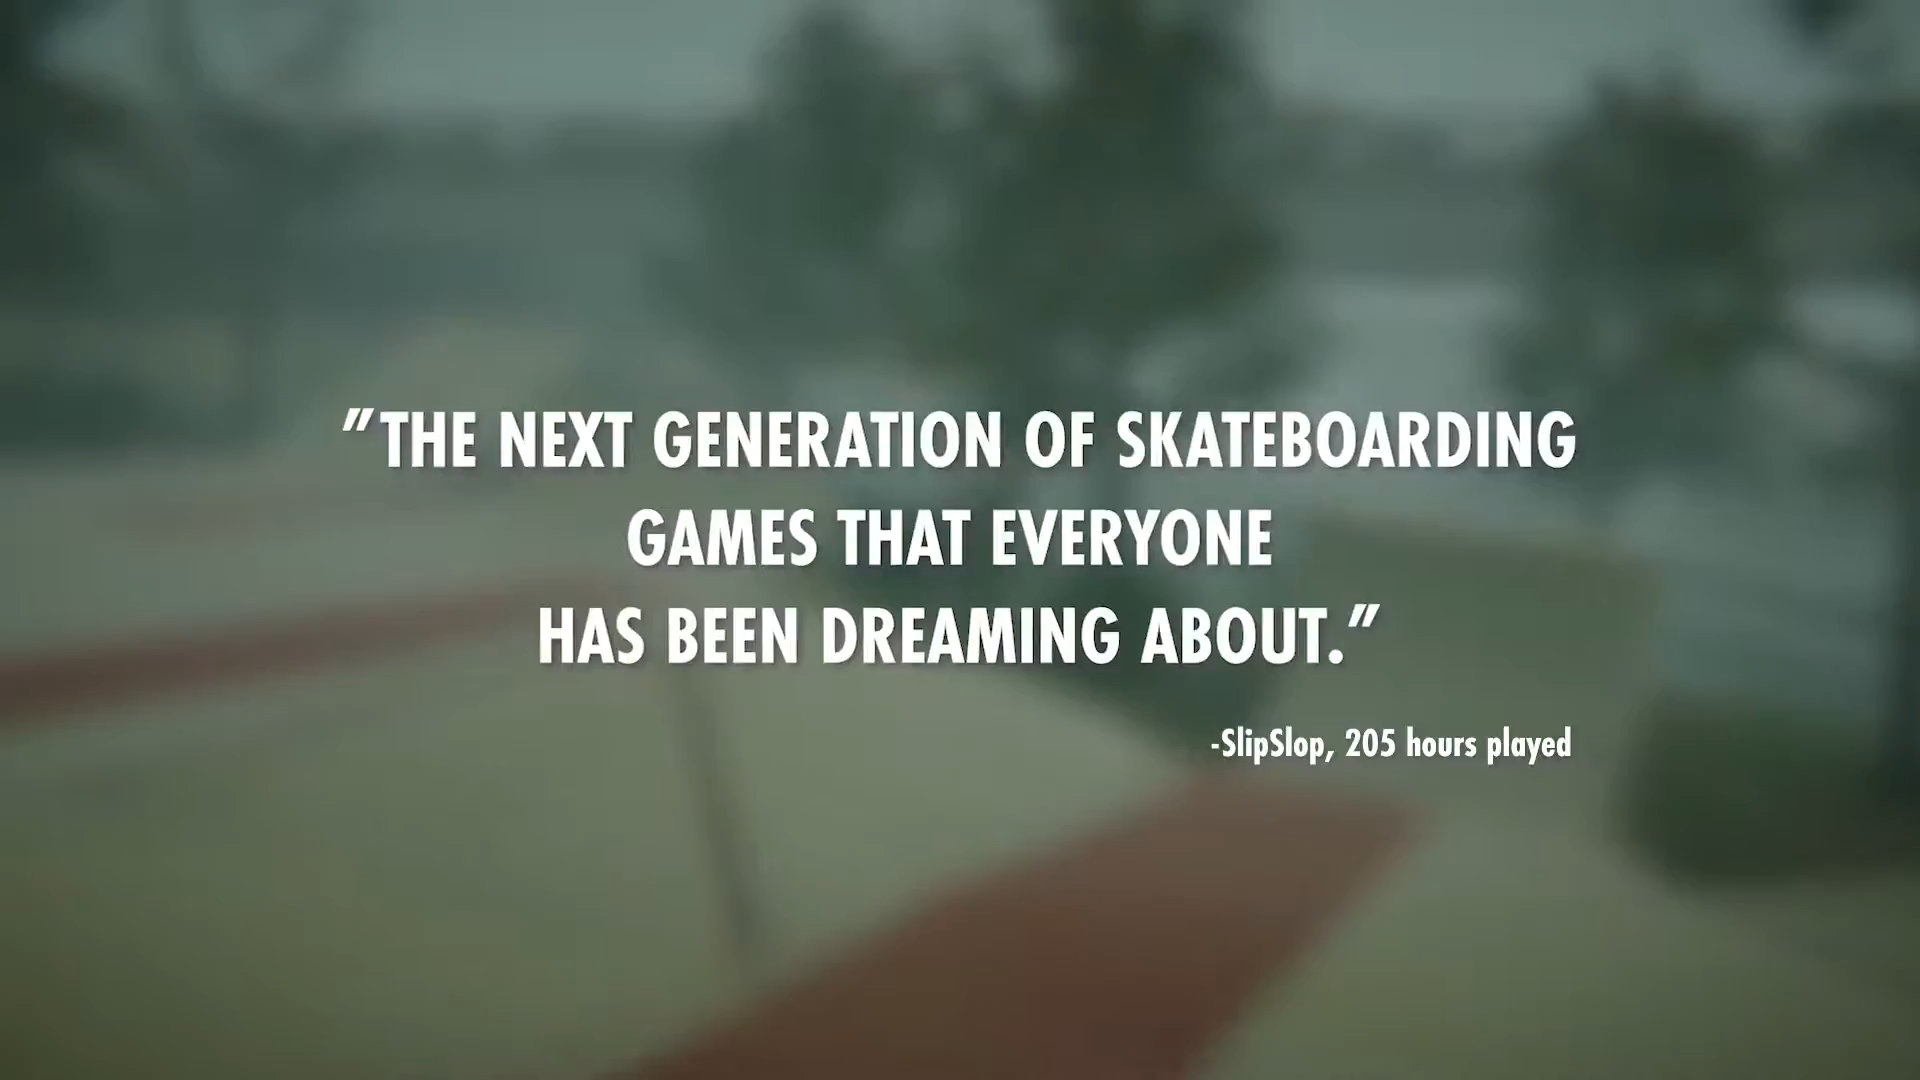 "THE NEXT GENERATION OF SKATEBOARDING
GAMES THAT EVERYONE
HAS BEEN DREAMING ABOUT."
-SlipSlop, 205 hours played